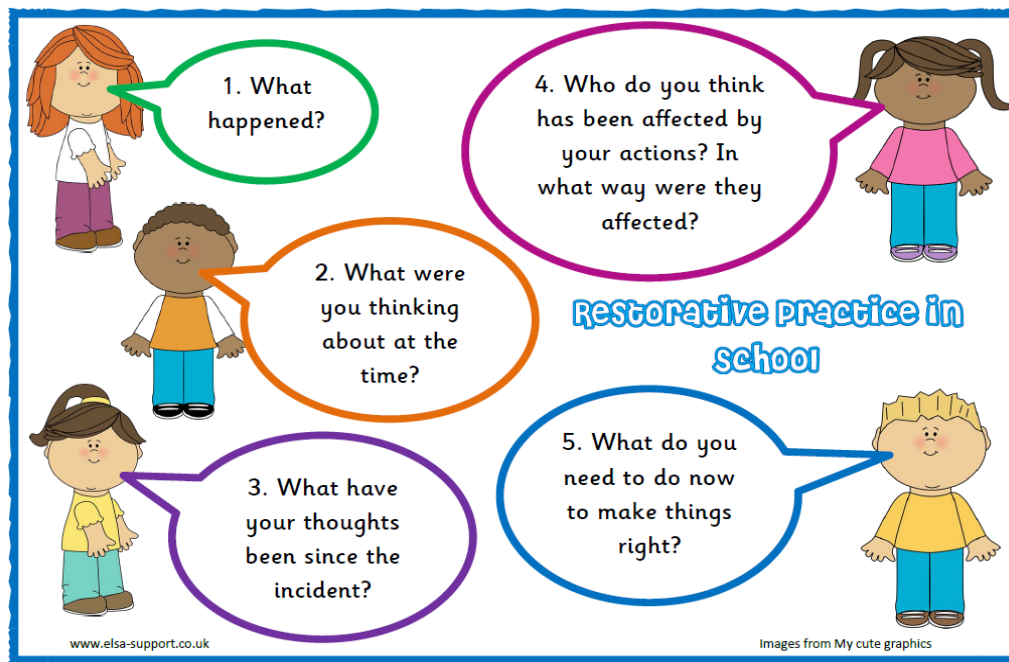 1. What
happened?
2. What were
you thinking
about at the
time?
3. What have
your thoughts
been since the
incident?
4. Who do you think
has been affected by
your actions? In
what way were they
affected?
Restorative Practice in
School
5. What do you
need to do now
to make things
right?
www.elsa-support.co.uk
Images from My cute graphics